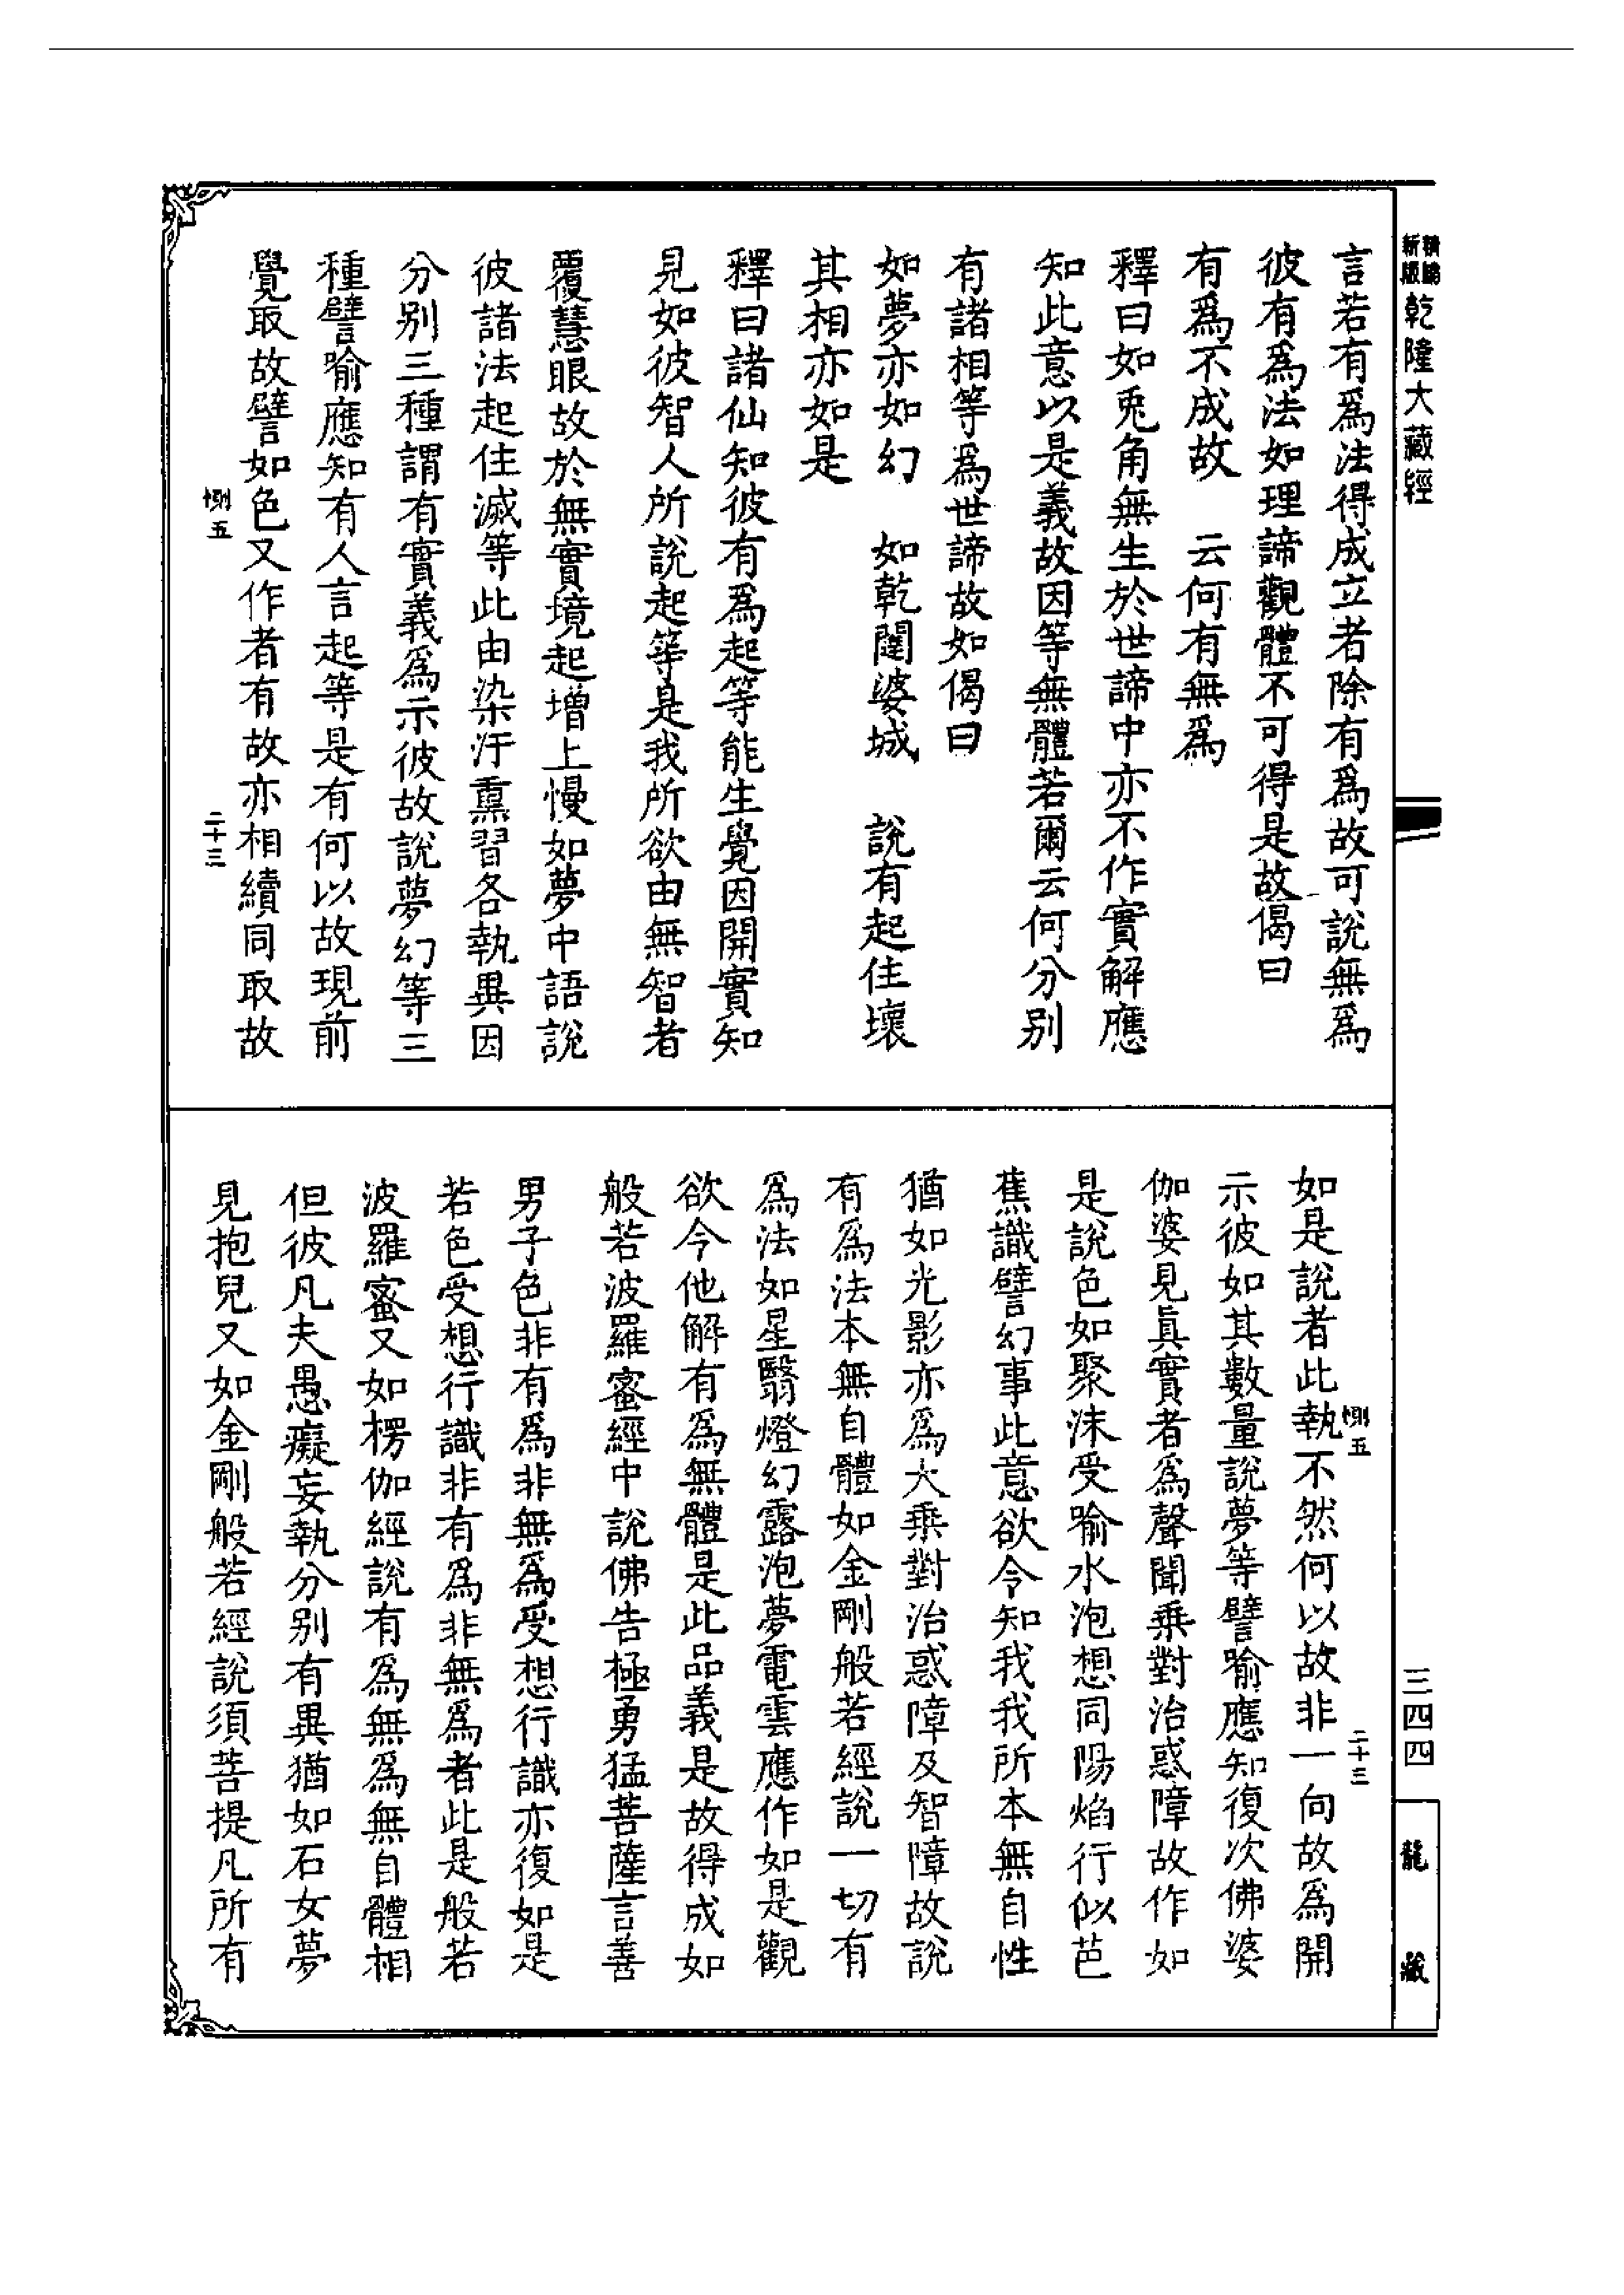 乾隆大藏經
言若有爲法得成立者除有爲故可說無爲
彼有爲法如理諦觀體不可得是故偈曰
有爲不成故　云何有無爲
釋曰如兎角無生於世諦中亦不作實解應
知此意以是義故因等無體若爾云何分別
有諸相等爲世諦故如偈曰
如夢亦如幻　如乾闥婆城　說有起住壞
其相亦如是
釋曰諸仙知彼有爲起等能生覺因開實知
見如彼智人所說起等是我所欲由無智者
覆慧眼故於無實境起增上慢如夢中語說
彼諸法起住滅等此由染汙熏習各執異因
分別三種謂有實義爲示彼故說夢幻等三
種譬喻應知有人言起等是有何以故現前
覺取故譬如色又作者有故亦相續同取故
惻五　二十三
三四四
龍藏
惻五　二十三
如是說者此執不然何以故非一向故爲開
示彼如其數量說夢等譬喻應知復次佛婆
伽婆見眞實者爲聲聞乘對治惑障故作如
是說色如聚沫受喻水泡想同陽焰行似芭
蕉識譬幻事此意欲令知我我所本無自性
猶如光影亦爲大乘對治惑障及智障故說
有爲法本無自體如金剛般若經說一切有
爲法如星翳燈幻露泡夢電雲應作如是觀
欲令他解有爲無體是此品義是故得成如
般若波羅蜜經中說佛告極勇猛菩薩言善
男子色非有爲非無爲受想行識亦復如是
若色受想行識非有爲非無爲者此是般若
波羅蜜又如楞伽經說有爲無爲無自體相
但彼凡夫愚癡妄執分別有異猶如石女夢
見抱兒又如金剛般若經說須菩提凡所有